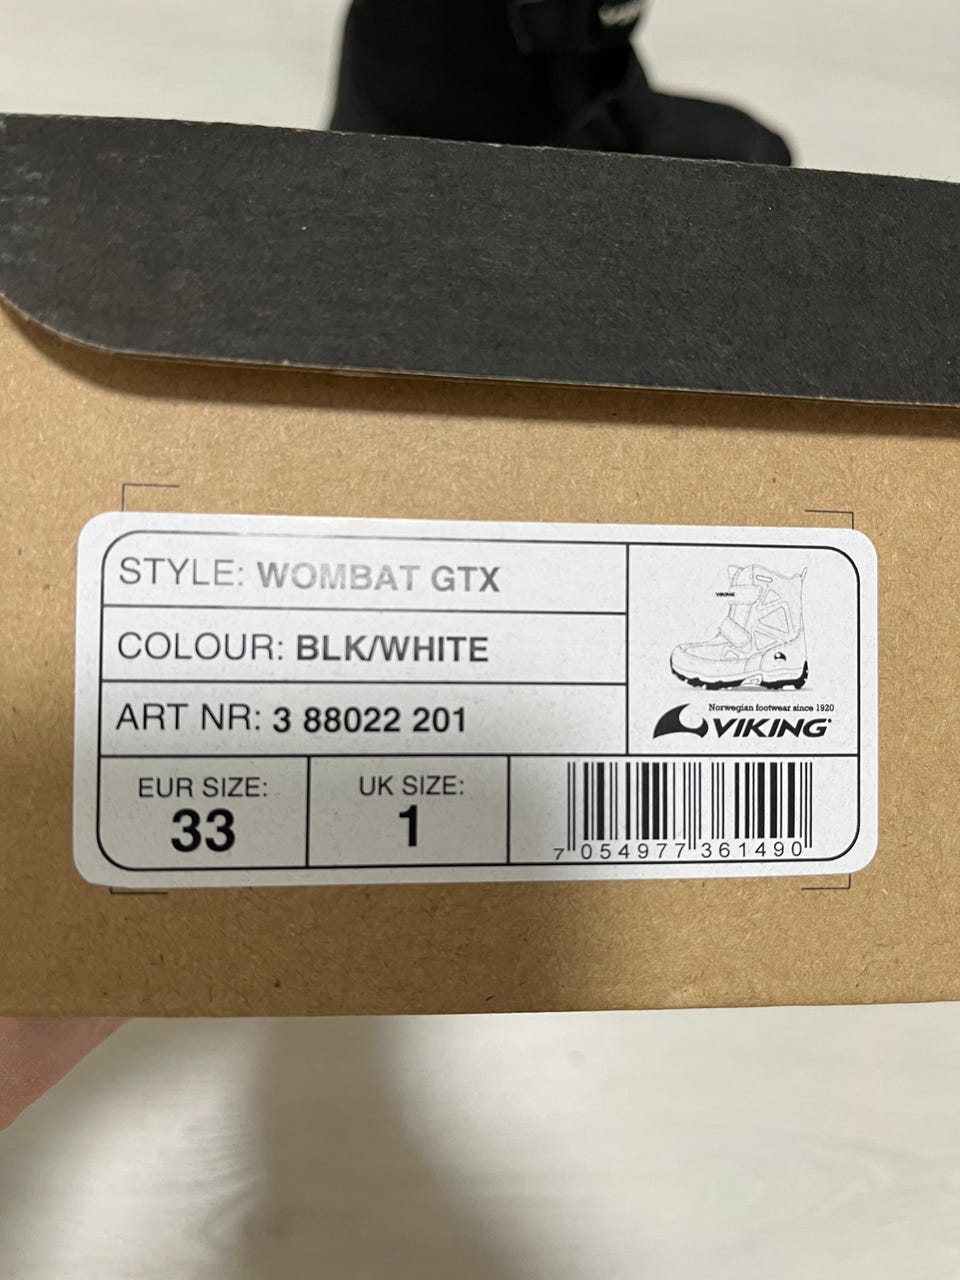 STYLE: WOMBAT GTX
COLOUR: BLK/WHITE
ART NR: 3 88022 201
VIKING
Norwegian footwear since 1920
VIKING
EUR SIZE:
33
UK SIZE:
1
7 054977 361490